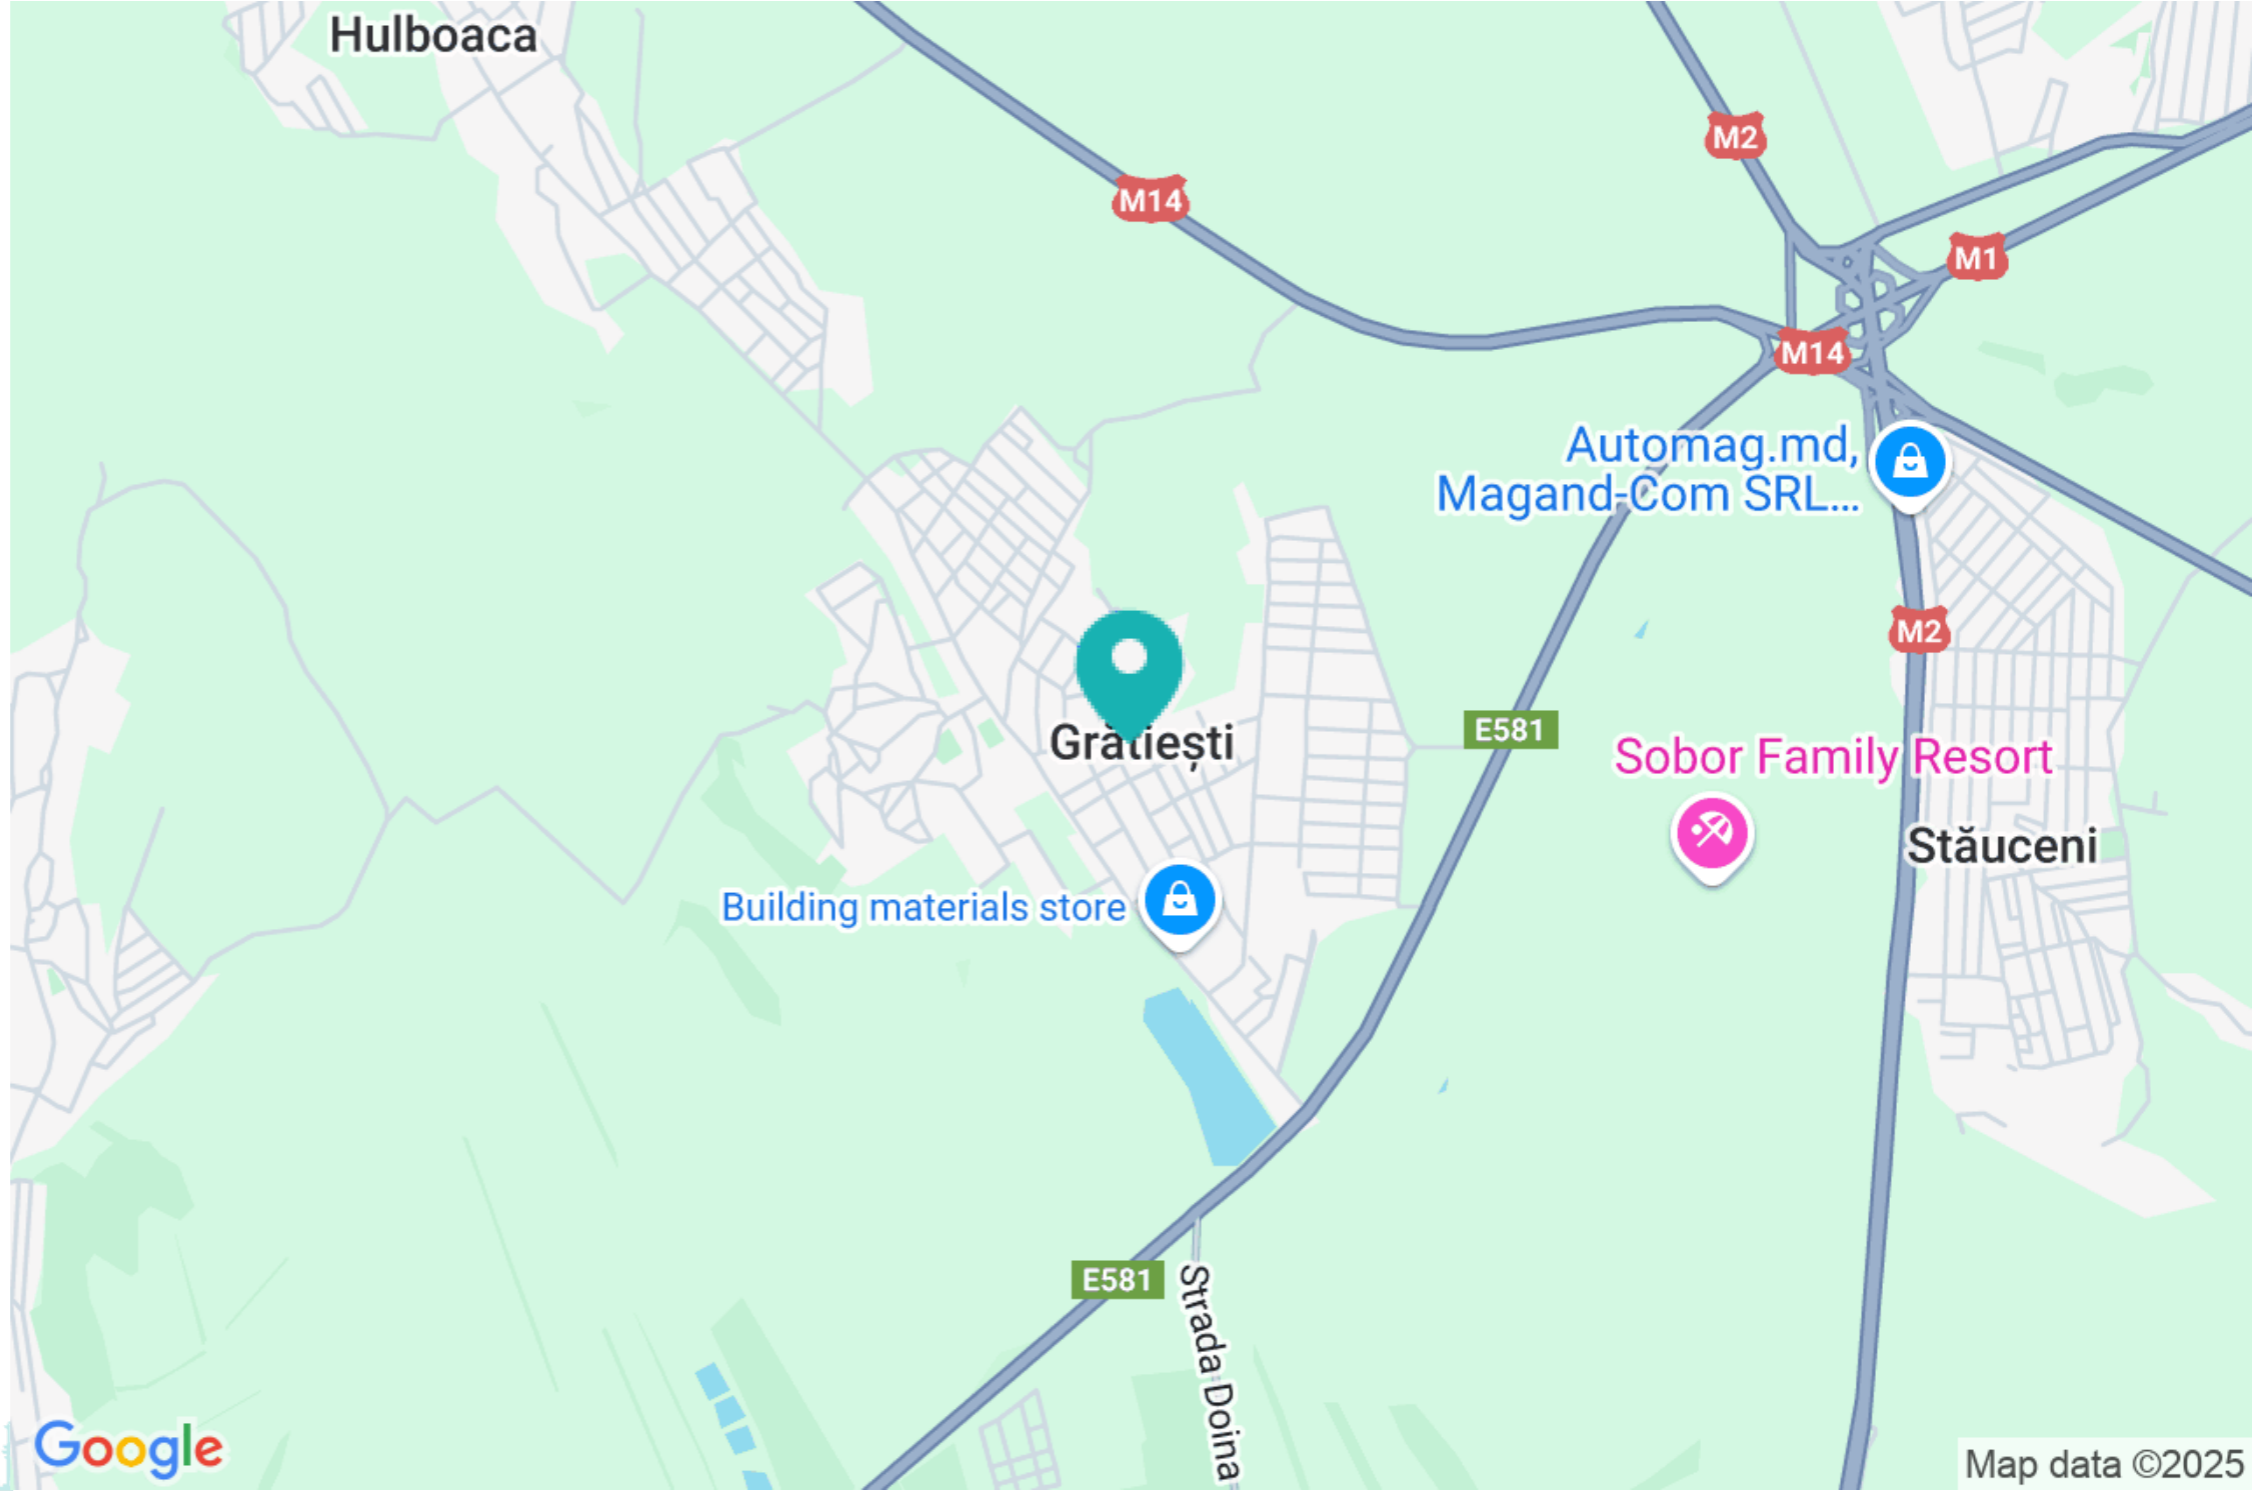 Hulboaca
M2
M14
M1
M14
Automag.md,
Magand-Com SRL...
M2
E581
Grătiești
Sobor Family Resort
Stăuceni
Building materials store
E581
Strada Doina
Google
Map data ©2025